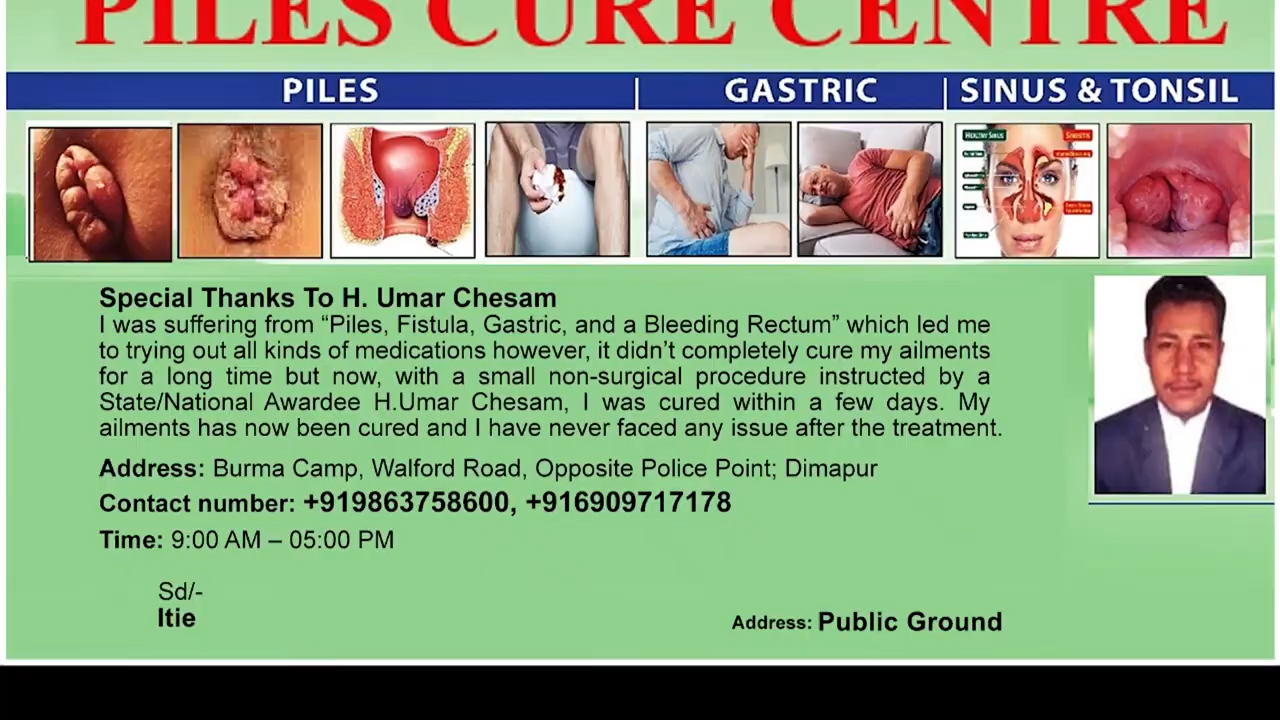 PILES CURE CENTRE
PILES | GASTRIC | SINUS & TONSIL
HEALTHY SINUS
SINUSITIS
Special Thanks To H. Umar Chesam
I was suffering from “Piles, Fistula, Gastric, and a Bleeding Rectum” which led me
to trying out all kinds of medications however, it didn’t completely cure my ailments
for a long time but now, with a small non-surgical procedure instructed by a
State/National Awardee H.Umar Chesam, I was cured within a few days. My
ailments has now been cured and I have never faced any issue after the treatment.
Address: Burma Camp, Walford Road, Opposite Police Point; Dimapur
Contact number: +919863758600, +916909717178
Time: 9:00 AM – 05:00 PM
Sd/-
Itie
Address: Public Ground